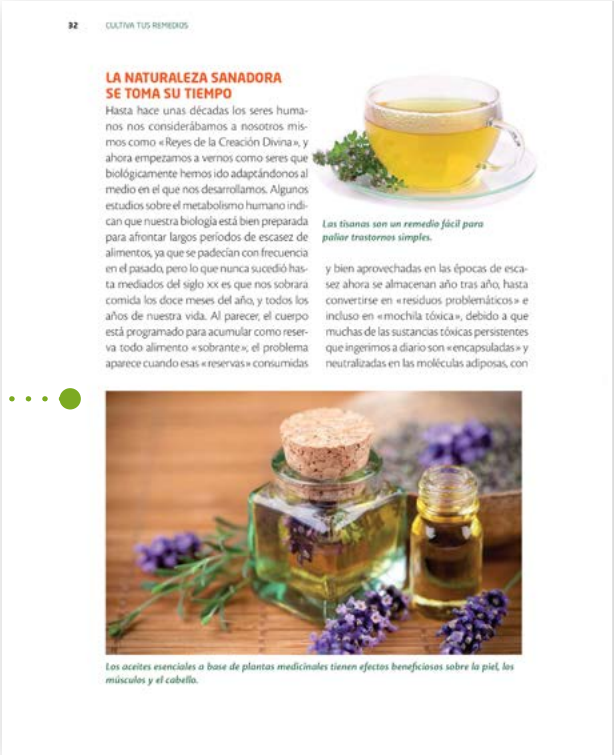 32
CULTIVA TUS REMEDIOS
LA NATURALEZA SANADORA
SE TOMA SU TIEMPO
Hasta hace unas décadas los seres huma-
nos nos considerábamos a nosotros mis-
mos como «Reyes de la Creación Divina», y
ahora empezamos a vernos como seres que
biológicamente hemos ido adaptándonos al
medio en el que nos desarrollamos. Algunos
estudios sobre el metabolismo humano indi-
can que nuestra biología está bien preparada
para afrontar largos períodos de escasez de
alimentos, ya que se padecían con frecuencia
en el pasado, pero lo que nunca sucedió has-
ta mediados del siglo XX es que nos sobrara
comida los doce meses del año, y todos los
años de nuestra vida. Al parecer, el cuerpo
está programado para acumular como reser-
va todo alimento «sobrante»; el problema
aparece cuando esas «reservas» consumidas
Las tisanas son un remedio fácil para
paliar trastornos simples.
y bien aprovechadas en las épocas de esca-
sez ahora se almacenan año tras año, hasta
convertirse en «residuos problemáticos» e
incluso en «mochila tóxica», debido a que
muchas de las sustancias tóxicas persistentes
que ingerimos a diario son «encapsuladas» y
neutralizadas en las moléculas adiposas, con
Los aceites esenciales a base de plantas medicinales tienen efectos beneficiosos sobre la piel, los
músculos y el cabello.